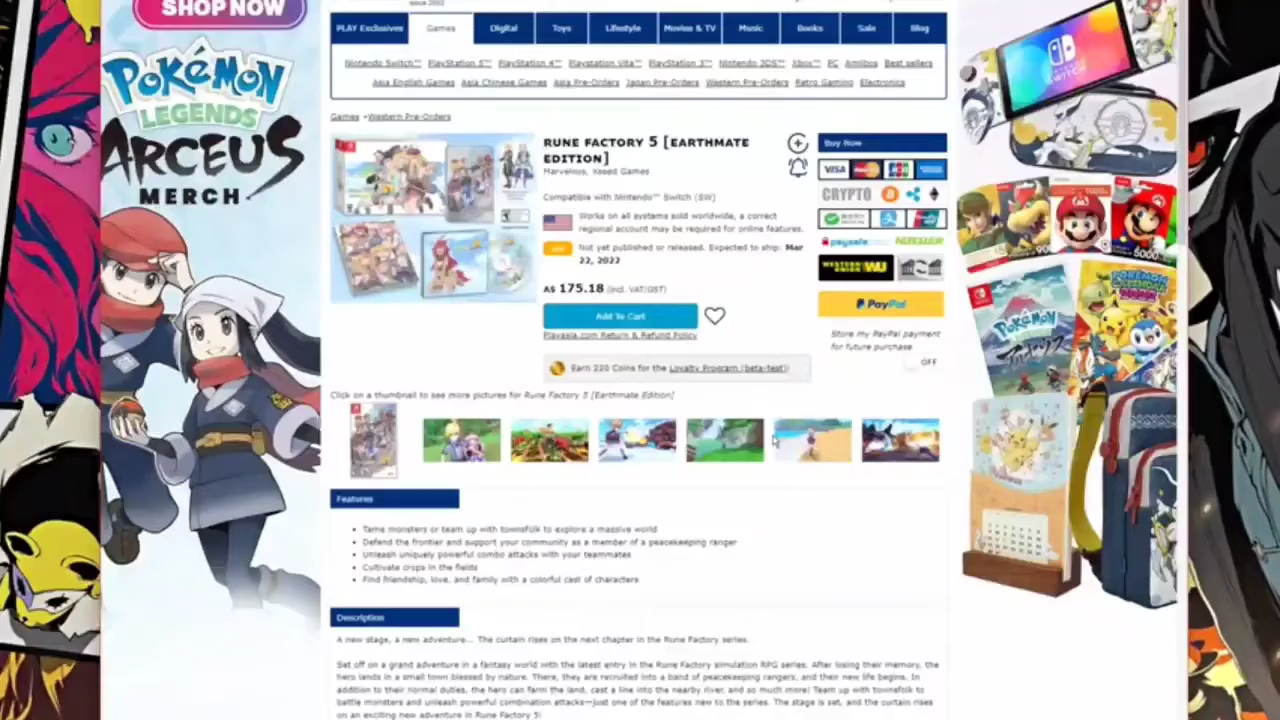 SHOP NOW
POKÉMON
LEGENDS
ARCEUS
MERCH
since 2002
PLAY Exclusives Games Digital Toys Lifestyle Movies & TV Music Books Sale Blog
Nintendo Switch™ PlayStation 5™ PlayStation 4™ Playstation Vita™ PlayStation 3™ Nintendo 3DS™ Xbox™ PC Amiibos Best sellers
Asia English Games Asia Chinese Games Asia Pre-Orders Japan Pre-Orders Western Pre-Orders Retro Gaming Electronics
Games Western Pre-Orders
RUNE FACTORY 5 [EARTHMATE
EDITION]
Marvelous, Xseed Games
Compatible with Nintendo™ Switch (SW)
Works on all systems sold worldwide, a correct
regional account may be required for online features.
Not yet published or released. Expected to ship: Mar
22, 2022
A$ 175.18 (incl. VAT/GST)
Add To Cart
Playasia.com Return & Refund Policy
Earn 220 Coins for the Loyalty Program (beta-test)!
Buy Now
VISA
CRYPTO
WESTERN UNION WU
PayPal
Store my PayPal payment
for future purchase
OFF
Click on a thumbnail to see more pictures for Rune Factory 5 [Earthmate Edition]
Features
• Tame monsters or team up with townsfolk to explore a massive world
• Defend the frontier and support your community as a member of a peacekeeping ranger
• Unleash uniquely powerful combo attacks with your teammates
• Cultivate crops in the fields
• Find friendship, love, and family with a colorful cast of characters
Description
A new stage, a new adventure... The curtain rises on the next chapter in the Rune Factory series.
Set off on a grand adventure in a fantasy world with the latest entry in the Rune Factory simulation RPG series. After losing their memory, the
hero lands in a small town blessed by nature. There, they are recruited into a band of peacekeeping rangers, and their new life begins. In
addition to their normal duties, the hero can farm the land, cast a line into the nearby river, and so much more! Team up with townsfolk to
battle monsters and unleash powerful combination attacks—just one of the features new to the series. The stage is set, and the curtain rises
on an exciting new adventure in Rune Factory 5!